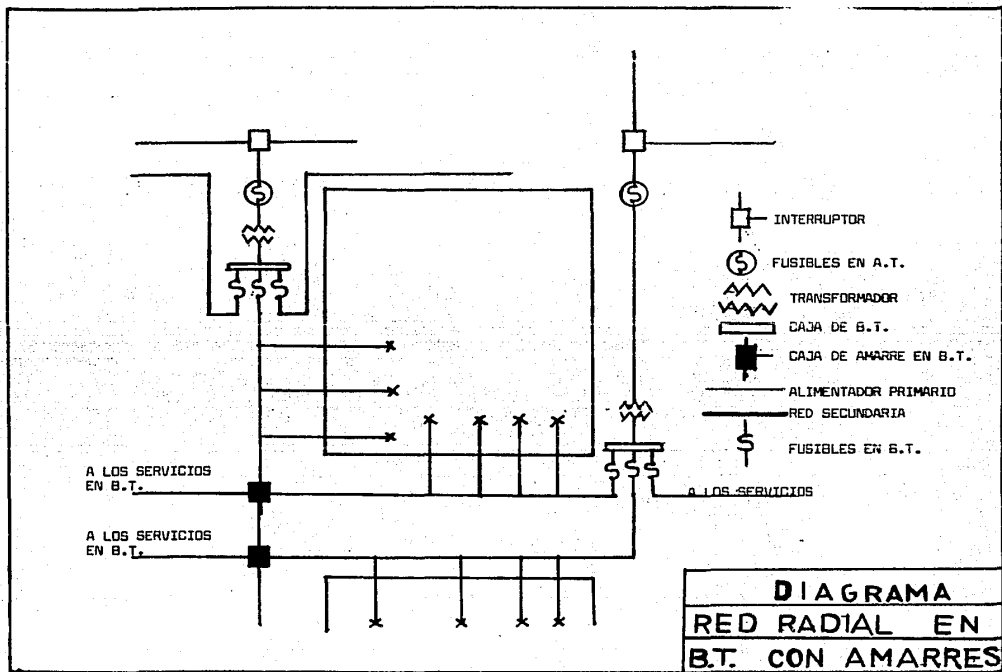 INTERRUPTOR
FUSIBLES EN A.T.
TRANSFORMADOR
CAJA DE B.T.
CAJA DE AMARRE EN B.T.
ALIMENTADOR PRIMARIO
RED SECUNDARIA
FUSIBLES EN B.T.
A LOS SERVICIOS
EN B.T.
A LOS SERVICIOS
A LOS SERVICIOS
EN B.T.
DIAGRAMA
RED RADIAL EN
B.T. CON AMARRES